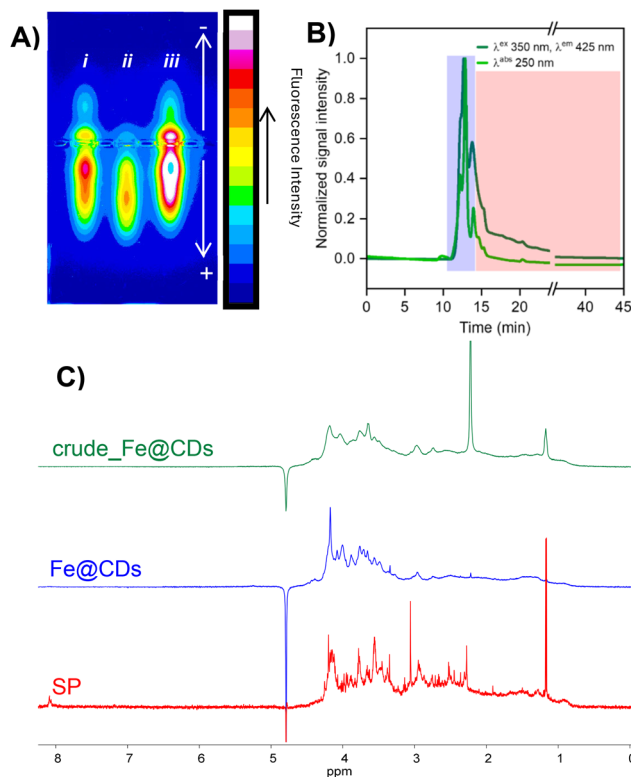 A)
i ii iii
-
+
Fluorescence Intensity
B)
λex 350 nm, λem 425 nm
λabs 250 nm
Normalized signal intensity
1.0
0.8
0.6
0.4
0.2
0.0
0 5 10 15 20 45
Time (min)
C)
crude_Fe@CDs
Fe@CDs
SP
8 7 6 5 4 3 2 1 0
ppm